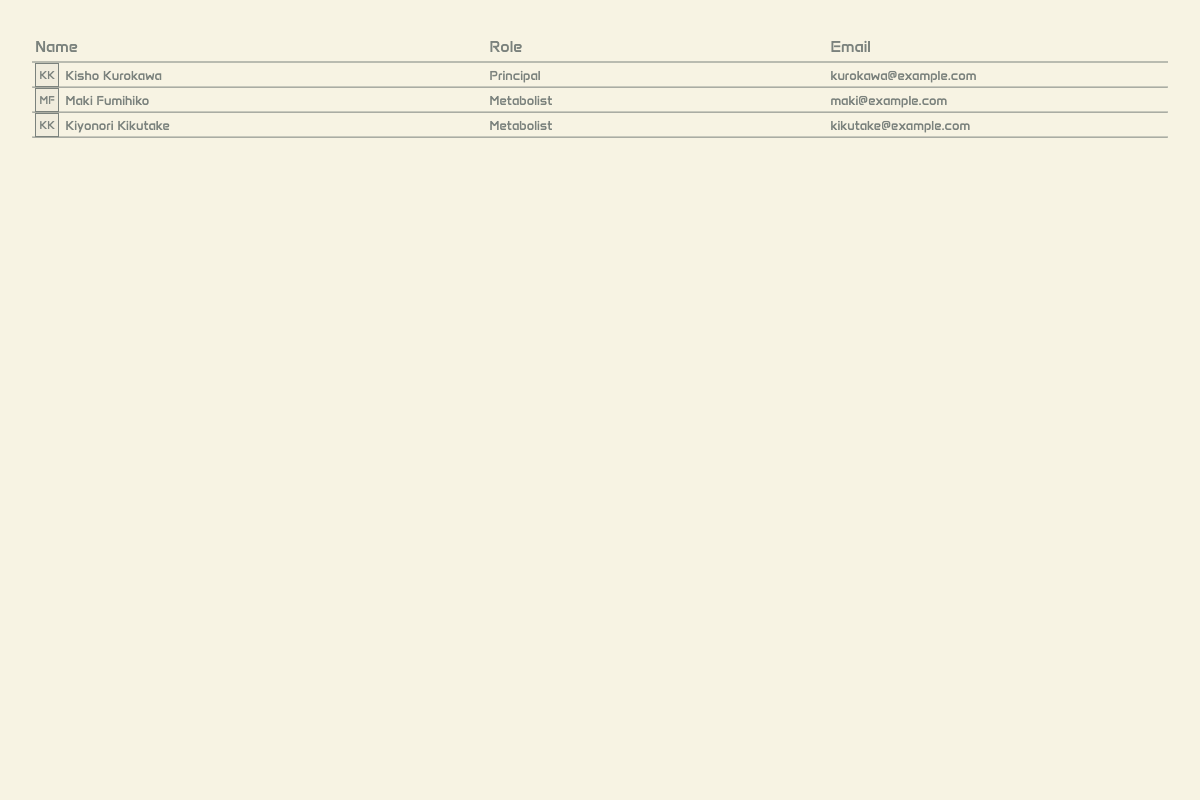 Name Role Email
KK Kisho Kurokawa Principal kurokawa@example.com
MF Maki Fumihiko Metabolist maki@example.com
KK Kiyonori Kikutake Metabolist kikutake@example.com